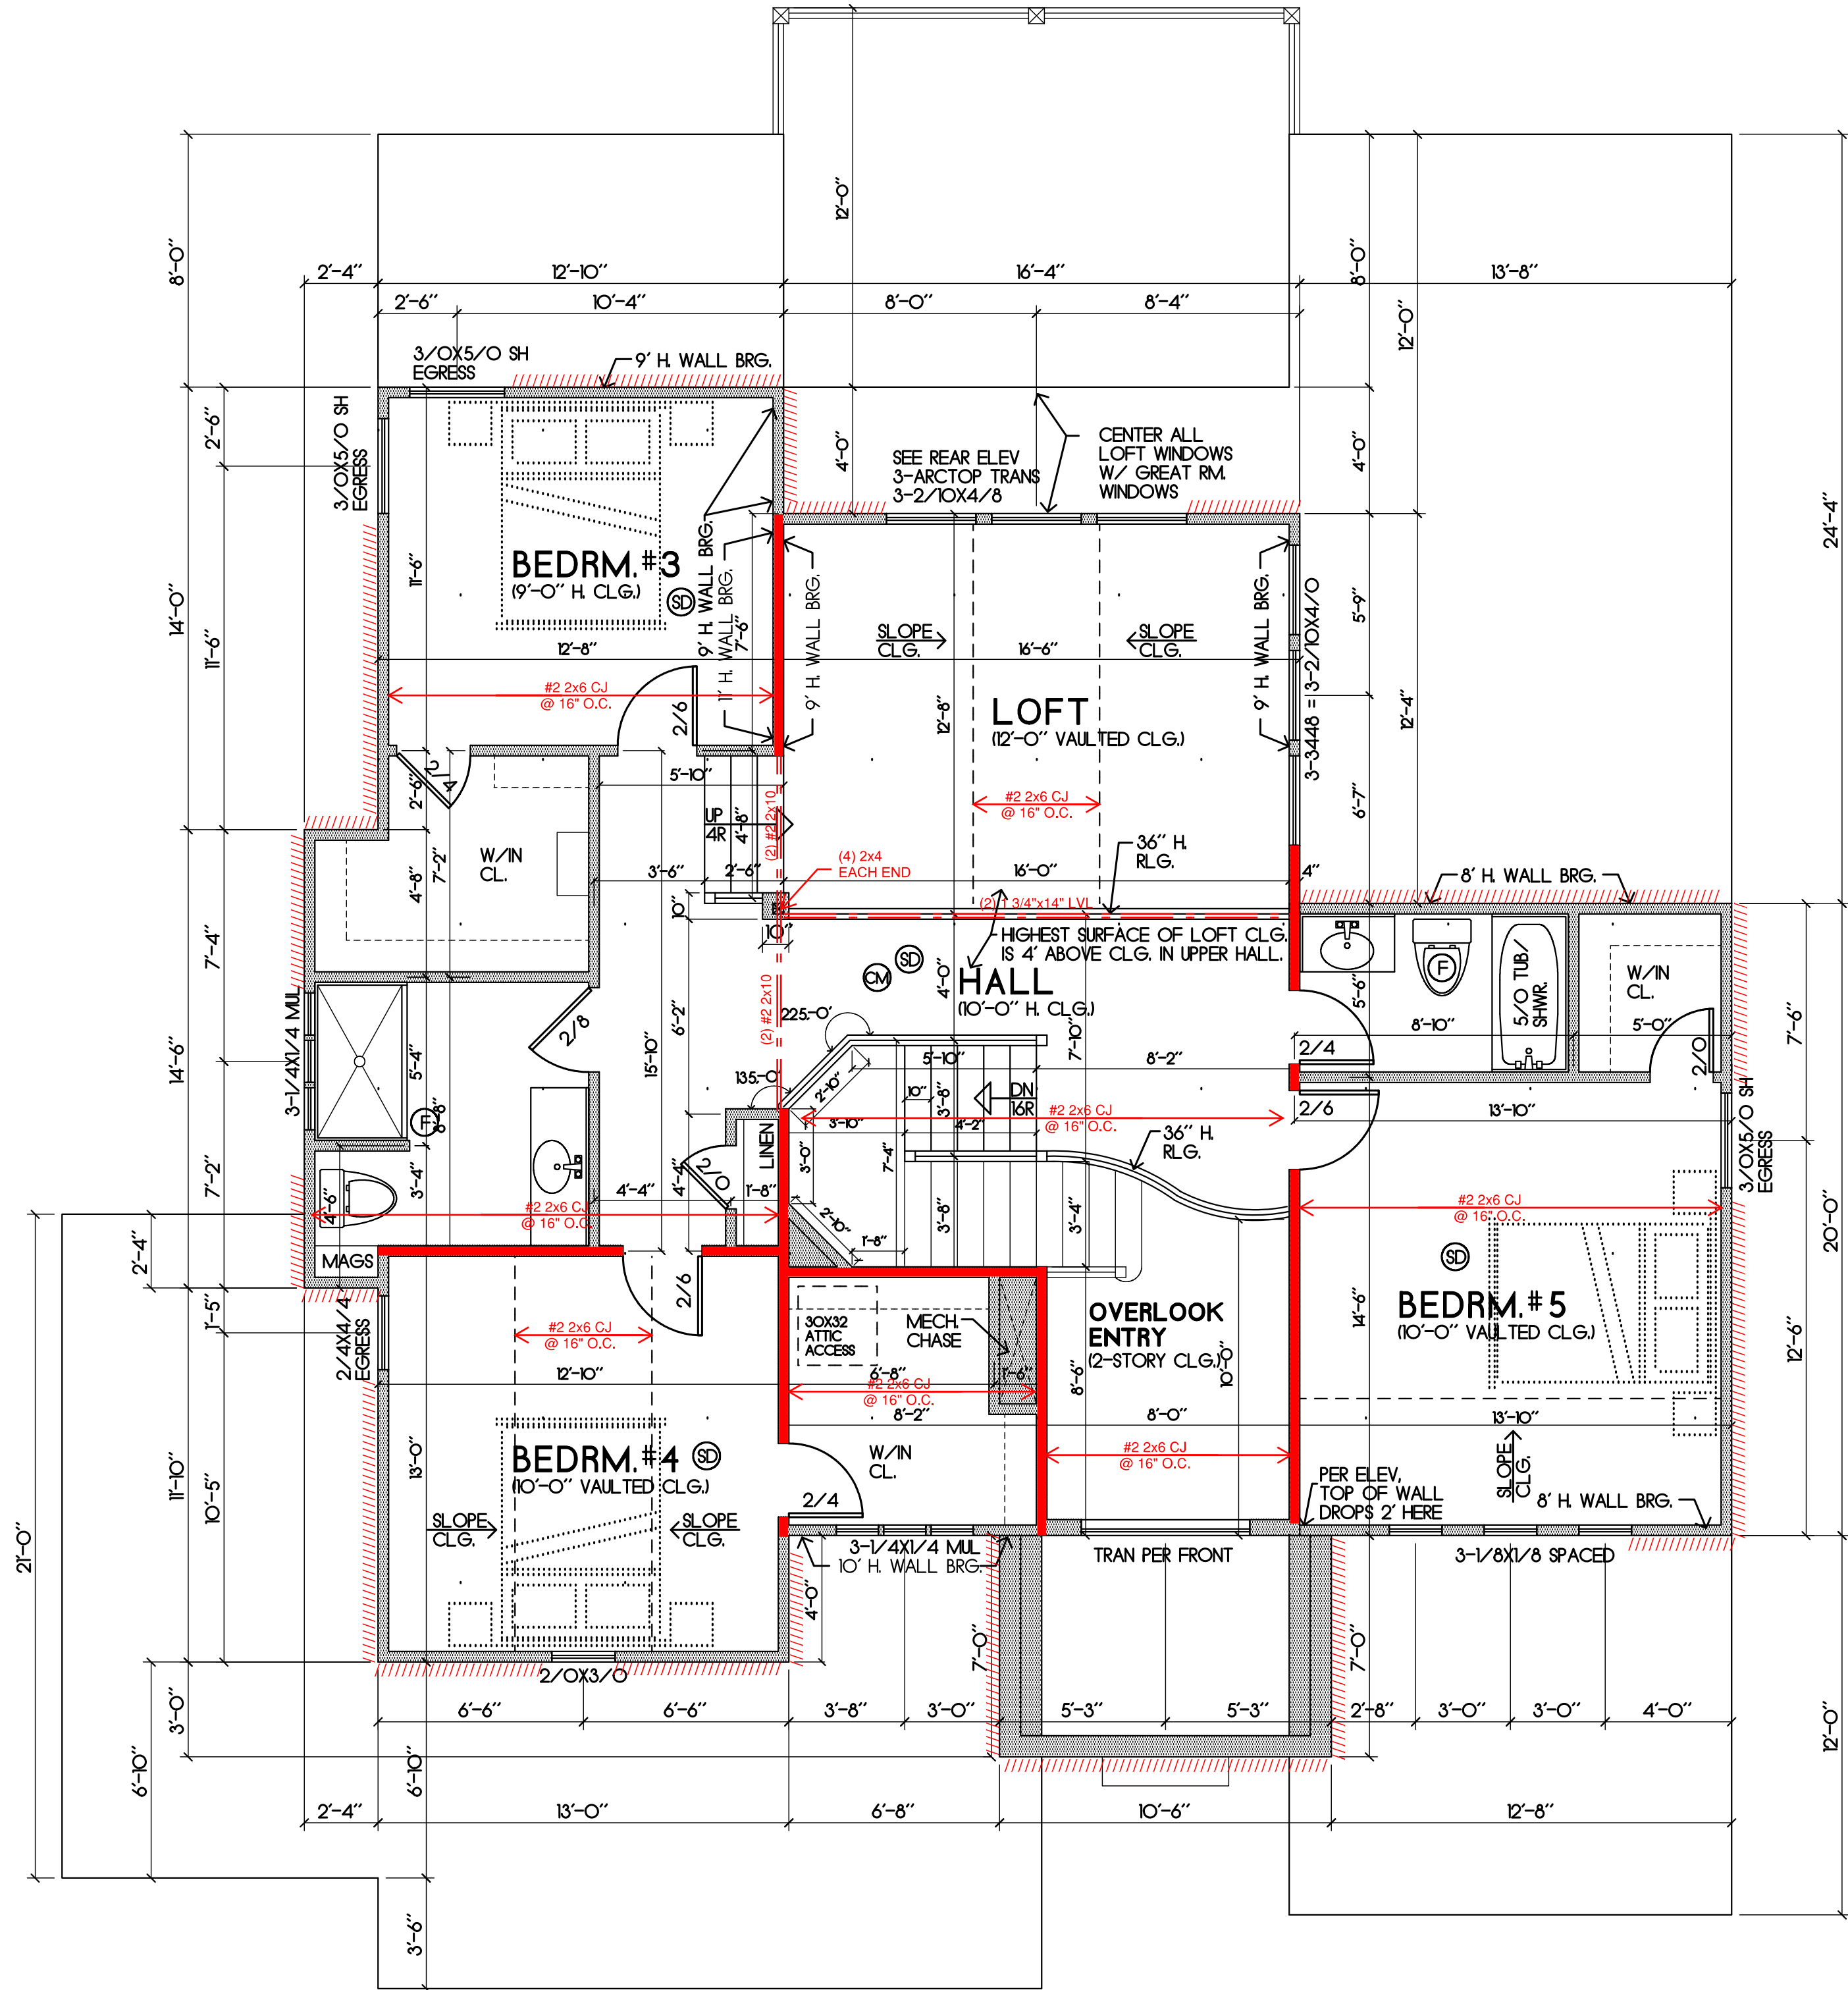 12'-0"
8'-0"
8'-0"
12'-0"
2'-4"
12'-10"
16'-4"
13'-8"
2'-6"
10'-4"
8'-0"
8'-4"
3/0X5/0 SH
EGRESS
9' H. WALL BRG.
2'-6"
3/0X5/0 SH
EGRESS
4'-0"
SEE REAR ELEV
3-ARCTOP TRANS
3-2/10X4/8
CENTER ALL
LOFT WINDOWS
W/ GREAT RM.
WINDOWS
4'-0"
24'-4"
BEDRM.#3
(9'-0" H. CLG.)
SD
11'-6"
14'-0"
11'-6"
12'-8"
9' H. WALL BRG.
11' H. WALL BRG.
7'-6"
9' H. WALL BRG.
SLOPE
CLG.
SLOPE
CLG.
16'-6"
9' H. WALL BRG.
3-3448 = 3-2/10X4/0
5'-9"
12'-4"
#2 2x6 CJ
@ 16" O.C.
2/6
12'-8"
LOFT
(12'-0" VAULTED CLG.)
2/4
2'-6"
5'-10"
#2 2x6 CJ
@ 16" O.C.
6'-7"
UP
4R
4'-8"
(2) #2 2x10
W/IN
CL.
7'-2"
4'-8"
3'-6"
2'-6"
(4) 2x4
EACH END
36" H.
RLG.
16'-0"
4"
8' H. WALL BRG.
(2) 1 3/4"x14" LVL
10"
10"
HIGHEST SURFACE OF LOFT CLG.
IS 4' ABOVE CLG. IN UPPER HALL.
7'-4"
14'-6"
SD
CM
4'-0"
HALL
(10'-0" H. CLG.)
F
5/0 TUB/
SHWR.
W/IN
CL.
5'-6"
3-1/4X1/4 MUL
2/8
6'-2"
(2) #2 2x10
225.-0'
15'-10"
7'-10"
8'-10"
5'-0"
7'-6"
5'-4"
F
8'-8"
135.-0'
5'-10"
8'-2"
2/4
2/0
2'-10"
10"
3'-8"
DN
16R
#2 2x6 CJ
@ 16" O.C.
2/6
13'-10"
3/0X5/0 SH
EGRESS
3'-10"
4'-2"
36" H.
RLG.
LINEN
3'-0"
7'-4"
7'-2"
3'-4"
4'-6"
4'-4"
4'-4"
2/0
1'-8"
#2 2x6 CJ
@ 16" O.C.
2'-10"
3'-8"
3'-4"
#2 2x6 CJ
@ 16" O.C.
20'-0"
2'-4"
MAGS
1'-8"
SD
2/4X4/4
EGRESS
1'-5"
2/6
30X32
ATTIC
ACCESS
MECH.
CHASE
OVERLOOK
ENTRY
(2-STORY CLG.)
14'-6"
BEDRM.#5
(10'-0" VAULTED CLG.)
#2 2x6 CJ
@ 16" O.C.
12'-10"
6'-8"
1'-6"
#2 2x6 CJ
@ 16" O.C.
8'-6"
10'-0"
12'-6"
8'-2"
8'-0"
13'-10"
BEDRM.#4
SD
(10'-0" VAULTED CLG.)
13'-0"
W/IN
CL.
#2 2x6 CJ
@ 16" O.C.
11'-10"
10'-5"
PER ELEV,
TOP OF WALL
DROPS 2' HERE
SLOPE
CLG.
8' H. WALL BRG.
2/4
SLOPE
CLG.
SLOPE
CLG.
21'-0"
3-1/4X1/4 MUL
10' H. WALL BRG.
TRAN PER FRONT
3-1/8X1/8 SPACED
4'-0"
7'-0"
7'-0"
2/0X3/0
3'-0"
6'-6"
6'-6"
3'-8"
3'-0"
5'-3"
5'-3"
2'-8"
3'-0"
3'-0"
4'-0"
12'-0"
6'-10"
6'-10"
2'-4"
13'-0"
6'-8"
10'-6"
12'-8"
3'-6"